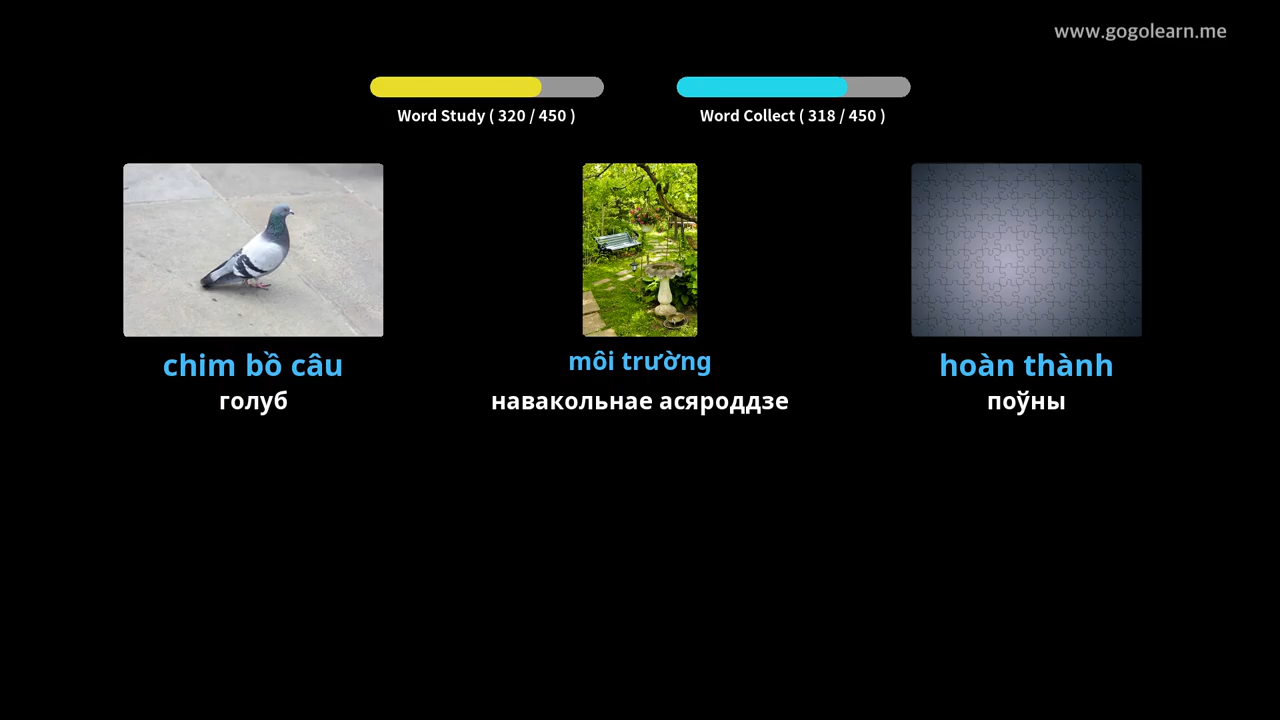 www.gogolearn.me
Word Study ( 320 / 450 )
Word Collect ( 318 / 450 )
chim bồ câu
голуб
môi trường
навакольнае асяроддзе
hoàn thành
поўны